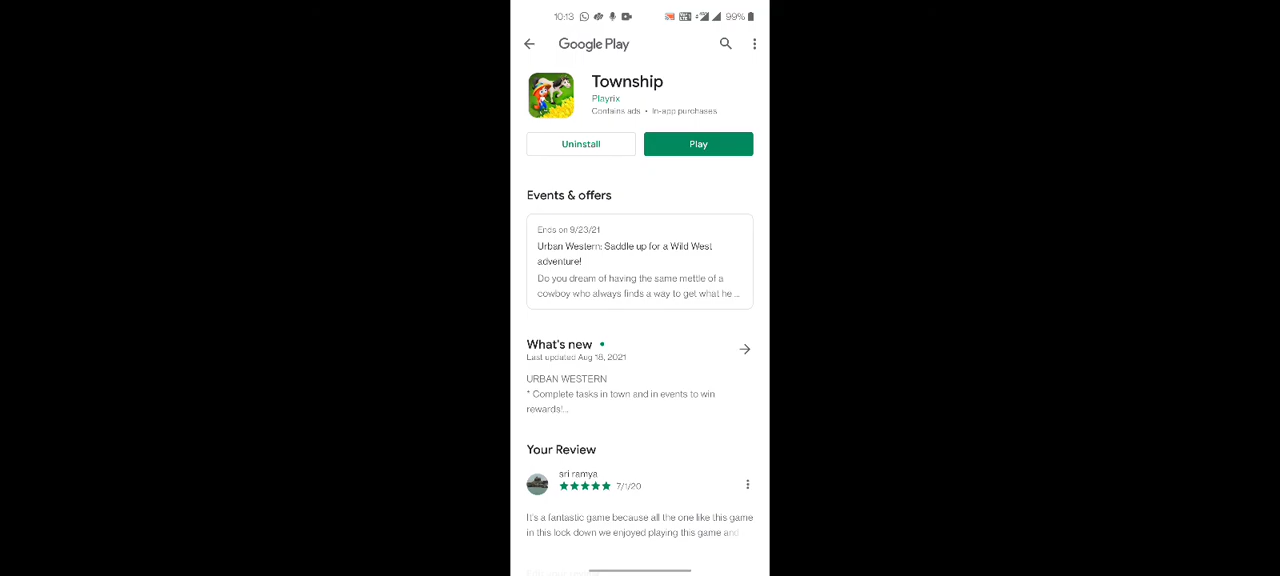 10:13 99%
Google Play
Township
Playrix
Contains ads • In-app purchases
Uninstall Play
Events & offers
Ends on 9/23/21
Urban Western: Saddle up for a Wild West
adventure!
Do you dream of having the same mettle of a
cowboy who always finds a way to get what he ...
What's new •
Last updated Aug 18, 2021
URBAN WESTERN
* Complete tasks in town and in events to win
rewards!...
Your Review
sri ramya
★★★★★ 7/1/20
It's a fantastic game because all the one like this game
in this lock down we enjoyed playing this game and